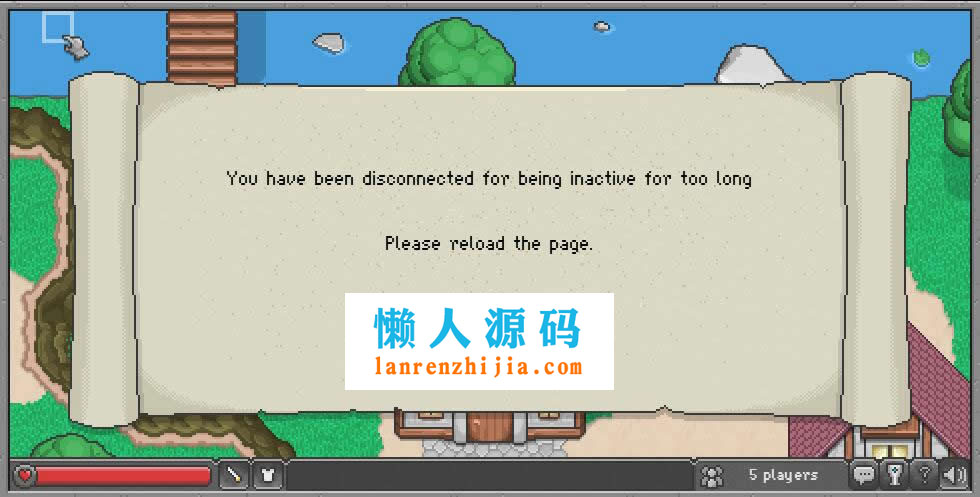 You have been disconnected for being inactive for too long
Please reload the page.
懒人源码
lanrenzhijia.com
5 players
?